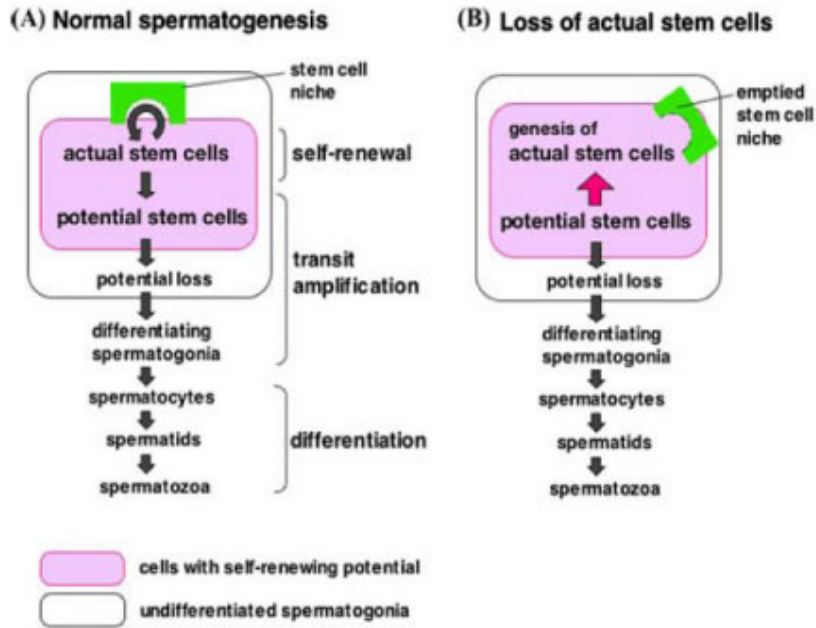 (A) Normal spermatogenesis
stem cell
niche
actual stem cells
self-renewal
potential stem cells
transit
amplification
potential loss
differentiating
spermatogonia
spermatocytes
spermatids
differentiation
spermatozoa
(B) Loss of actual stem cells
emptied
stem cell
niche
genesis of
actual stem cells
potential stem cells
potential loss
differentiating
spermatogonia
spermatocytes
spermatids
spermatozoa
cells with self-renewing potential
undifferentiated spermatogonia